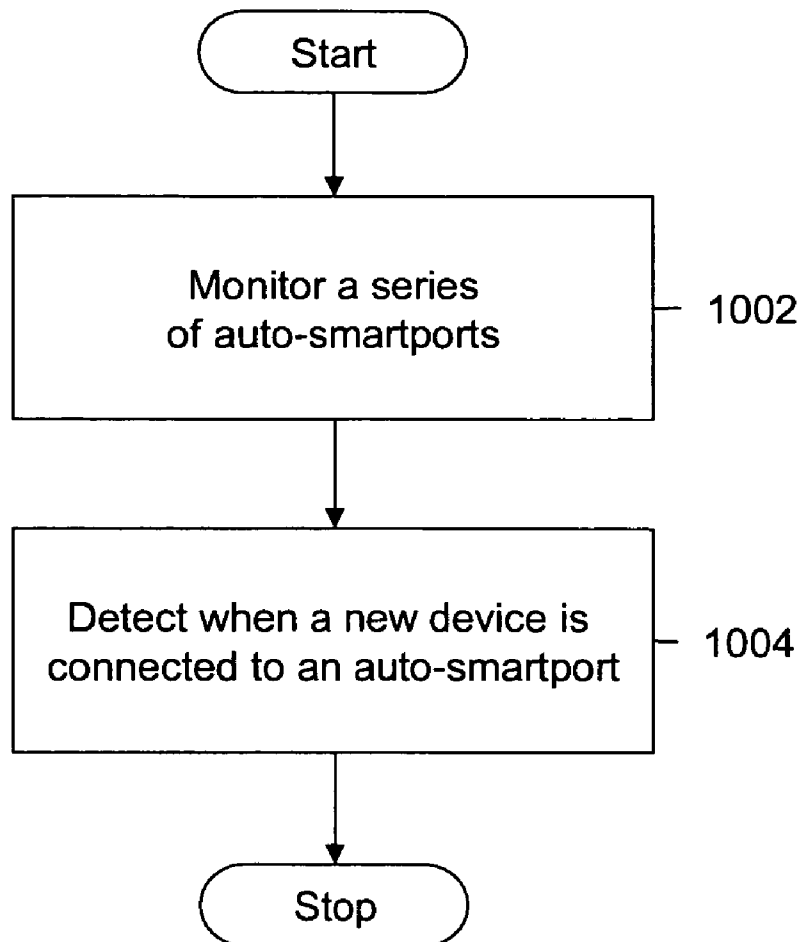 Start
Monitor a series
of auto-smartports
1002
Detect when a new device is
connected to an auto-smartport
1004
Stop